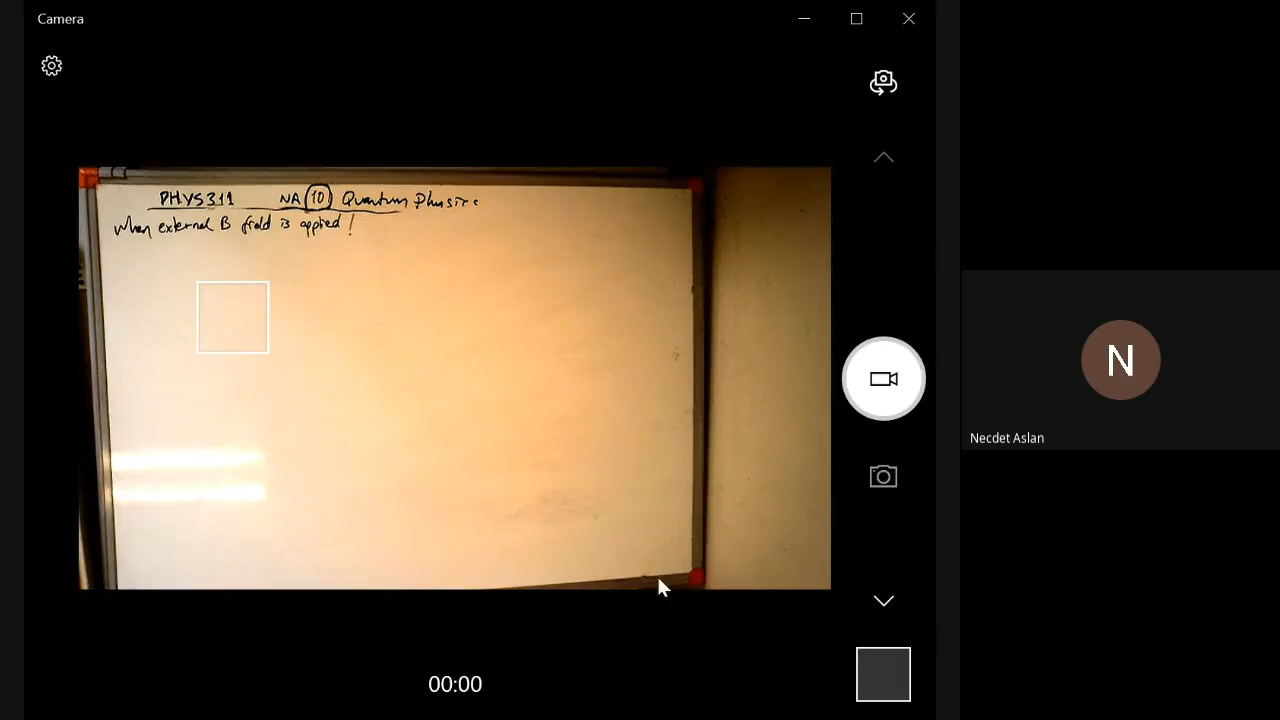 Camera
PHYS311 NA 10 Quantum Physics
When external B field is applied!
N
Necdet Aslan
00:00